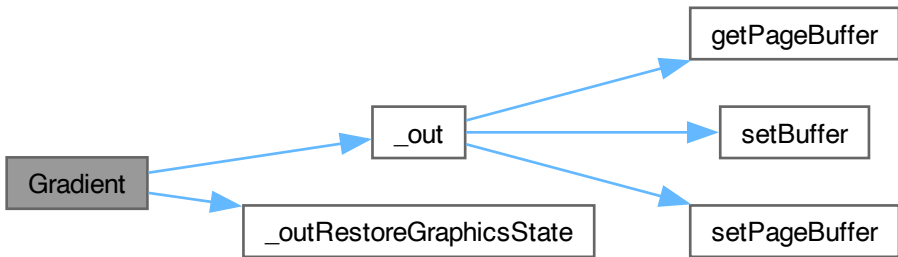 getPageBuffer
_out
setBuffer
Gradient
_outRestoreGraphicsState
setPageBuffer